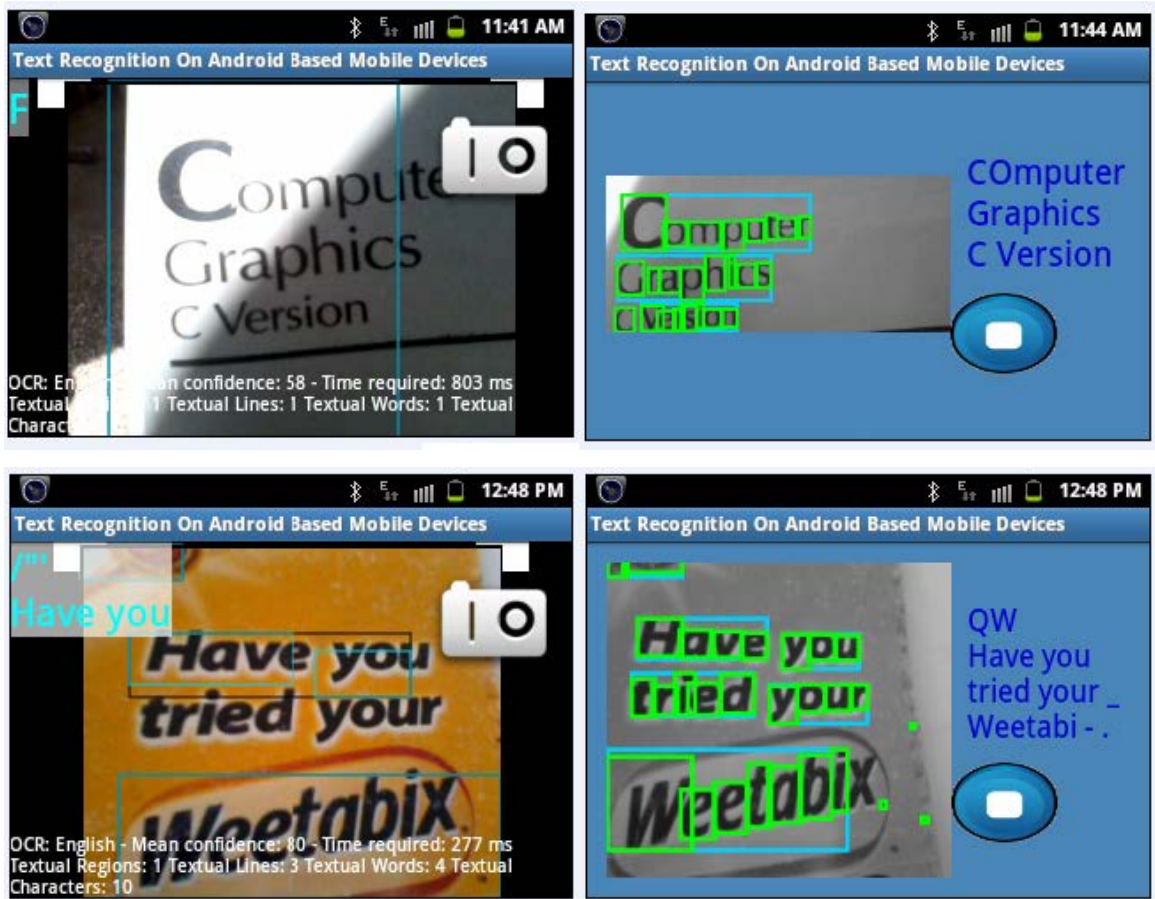 11:41 AM
Text Recognition On Android Based Mobile Devices
F
Computer
Graphics
C Version
OCR: English - Mean confidence: 58 - Time required: 803 ms
Textual 1 Textual Lines: 1 Textual Words: 1 Textual
Charac
11:44 AM
Text Recognition On Android Based Mobile Devices
Computer
Graphics
C Version
COmputer
Graphics
C Version
12:48 PM
Text Recognition On Android Based Mobile Devices
/"'
Have you
Have you
tried your
Weetabix
OCR: English - Mean confidence: 80 - Time required: 277 ms
Textual Regions: 1 Textual Lines: 3 Textual Words: 4 Textual
Characters: 10
12:48 PM
Text Recognition On Android Based Mobile Devices
Have you
tried your
Weetabix
QW
Have you
tried your _
Weetabi - .